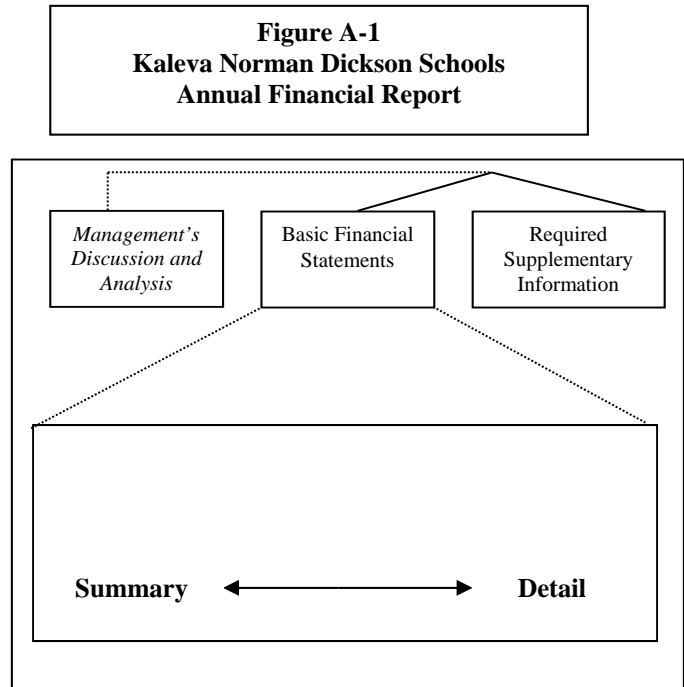 Figure A-1
Kaleva Norman Dickson Schools
Annual Financial Report
Management’s
Discussion and
Analysis
Basic Financial
Statements
Required
Supplementary
Information
Summary
Detail